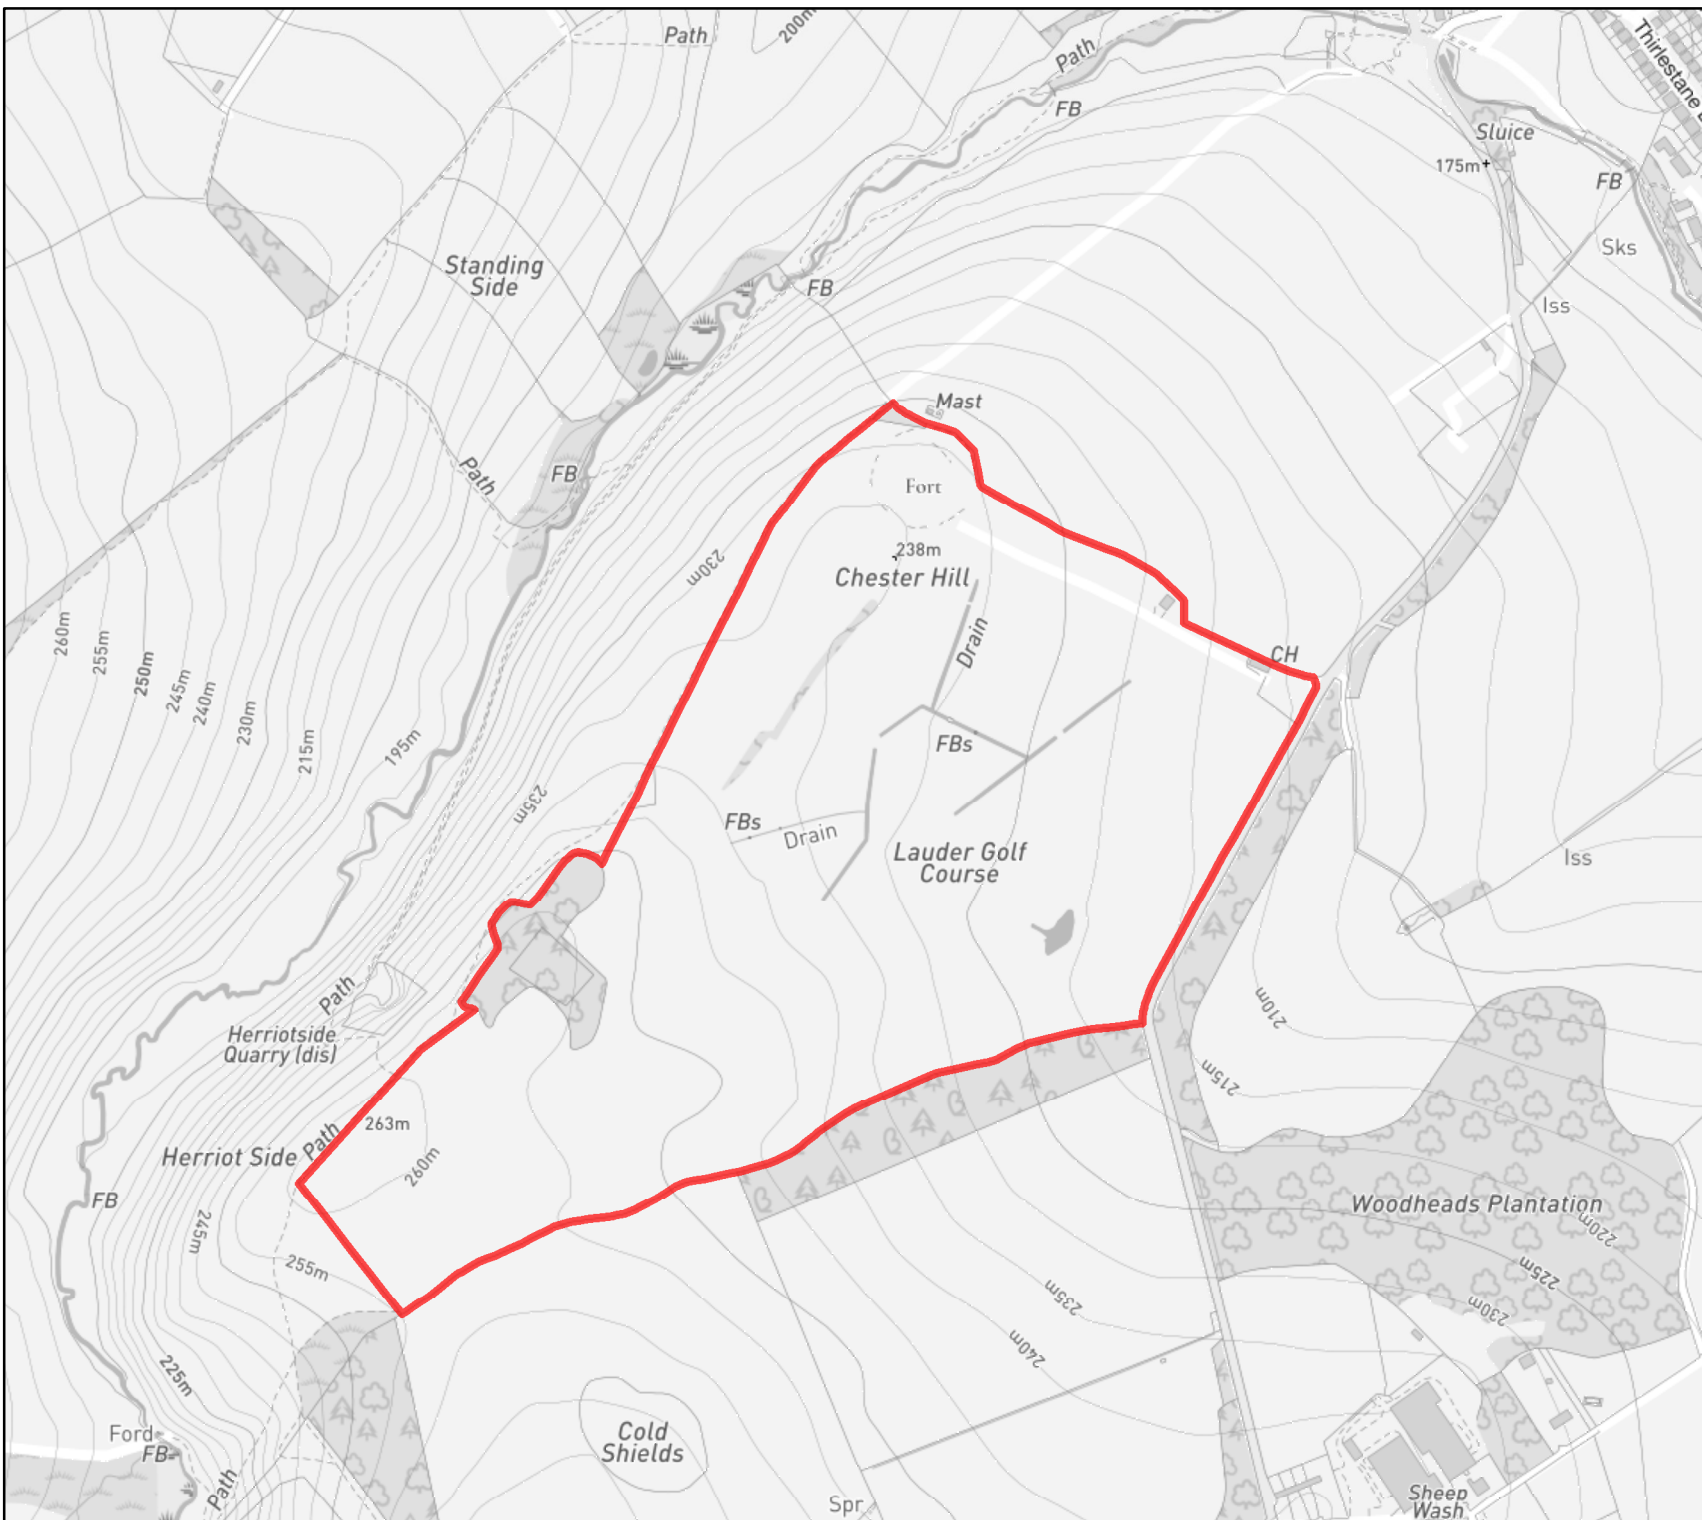 Path
200m
Thirlestane
Path
FB
Sluice
175m
FB
Standing
Side
FB
Sks
Iss
Mast
Path
FB
Fort
230m
238m
Chester Hill
260m
255m
250m
245m
240m
230m
215m
195m
Drain
CH
FBs
235m
FBs
Drain
Lauder Golf
Course
Iss
Path
Herriotside
Quarry (dis)
210m
215m
263m
Path
Herriot Side
260m
FB
245m
255m
Woodheads Plantation
220m
225m
230m
235m
240m
225m
Ford
FB
Path
Cold
Shields
Spr
Sheep
Wash